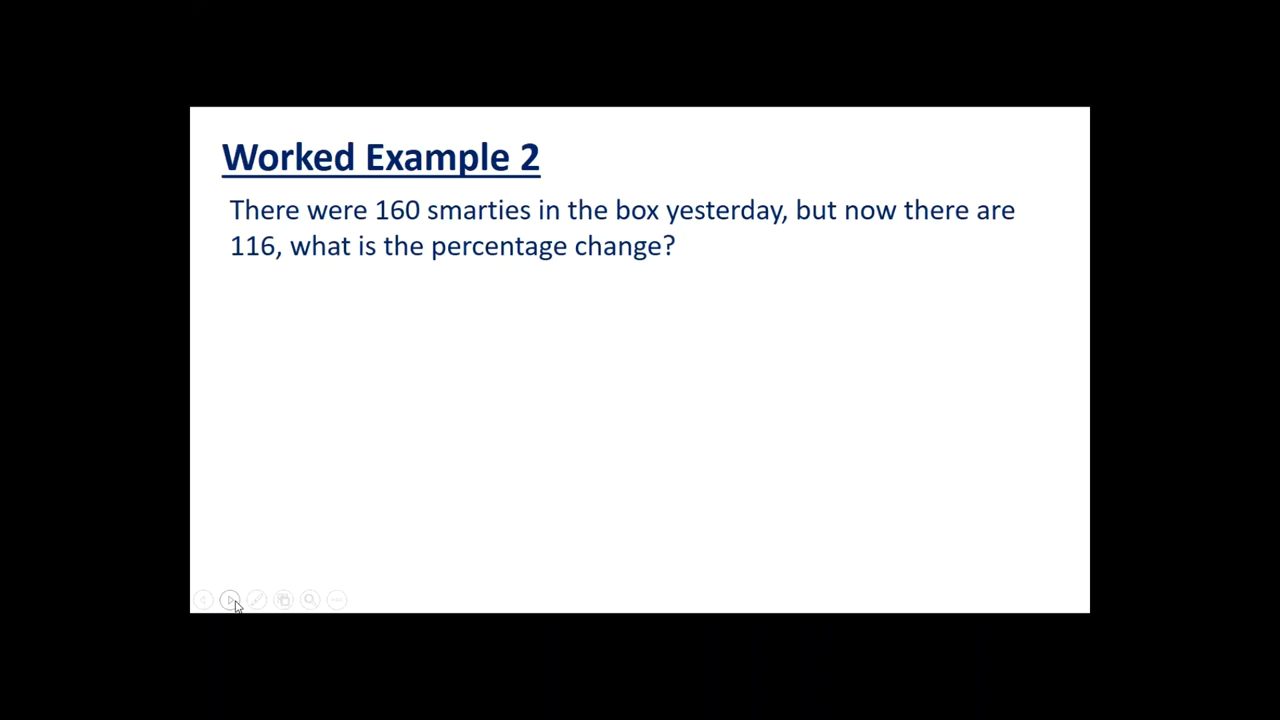 Worked Example 2
There were 160 smarties in the box yesterday, but now there are
116, what is the percentage change?